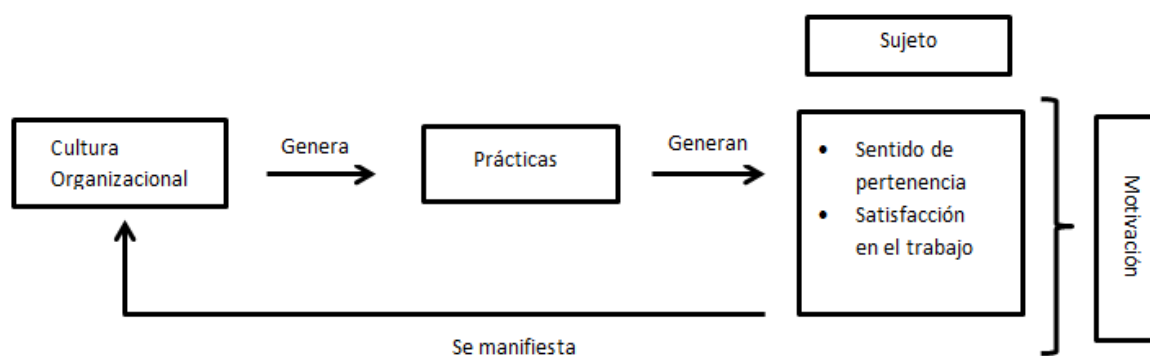 Sujeto
Cultura
Organizacional
Genera
Prácticas
Generan
• Sentido de
pertenencia
• Satisfacción
en el trabajo
Motivación
Se manifiesta